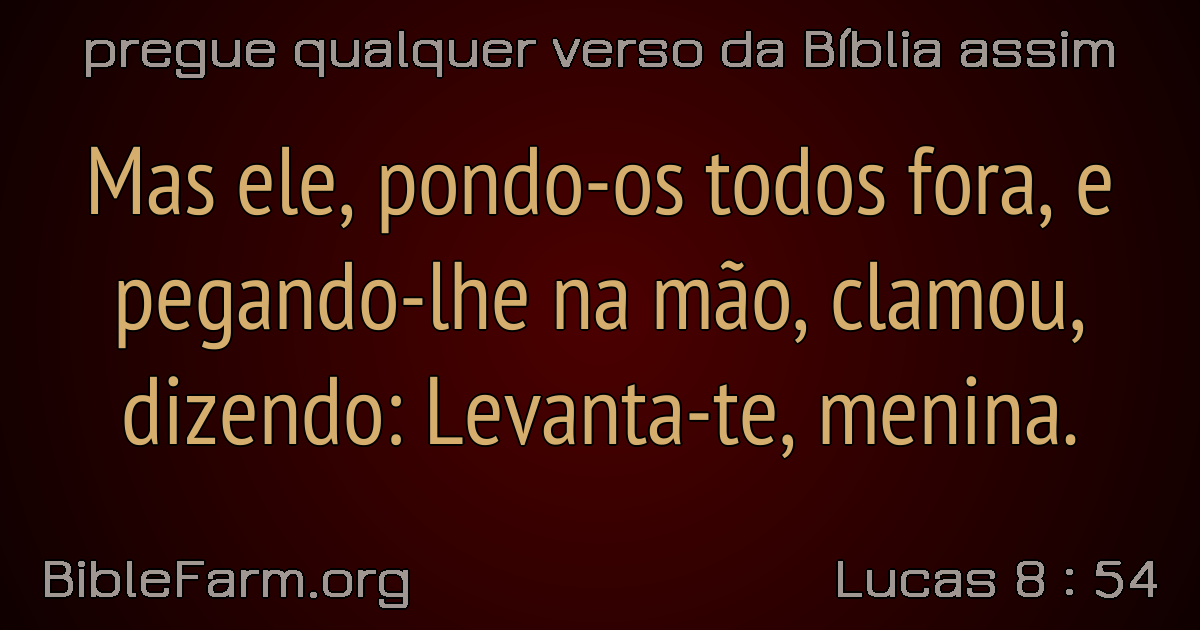 pregue qualquer verso da Bíblia assim
Mas ele, pondo-os todos fora, e
pegando-lhe na mão, clamou,
dizendo: Levanta-te, menina.
BibleFarm.org
Lucas 8 : 54